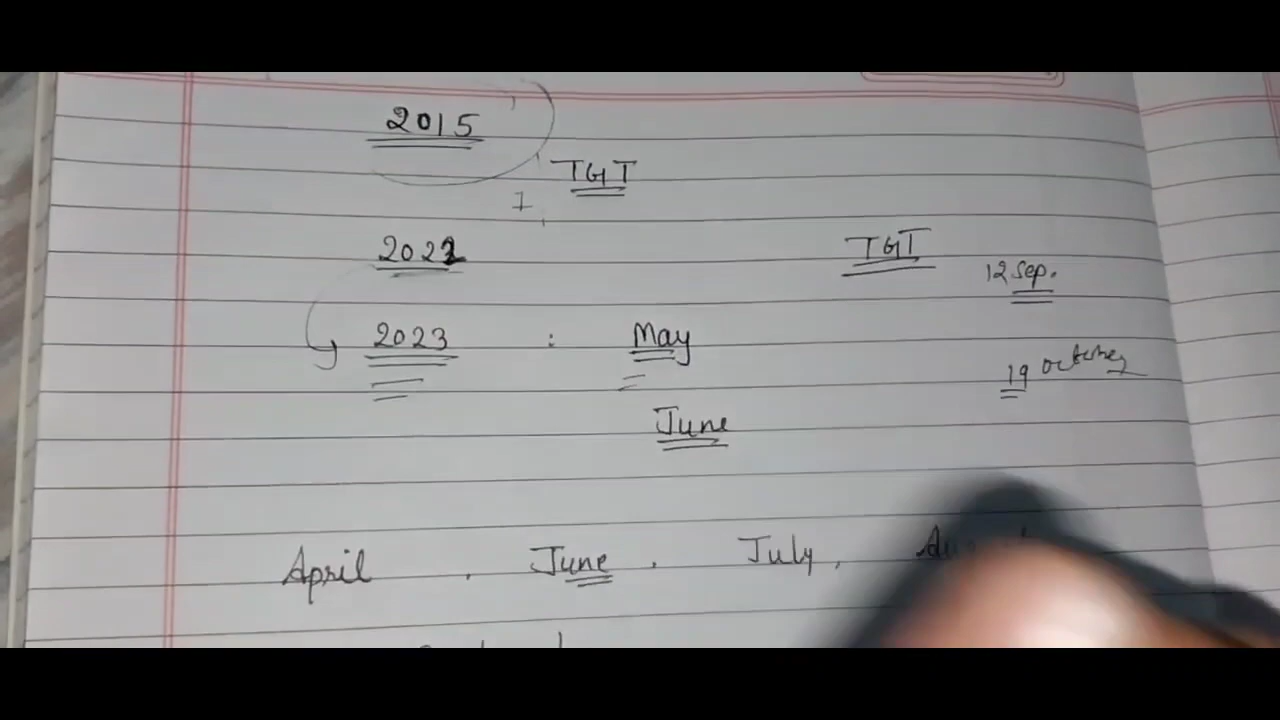 2015
TGT
2022 TGT
12 Sep.
2023 : May
19 october
June
April , June , July ,